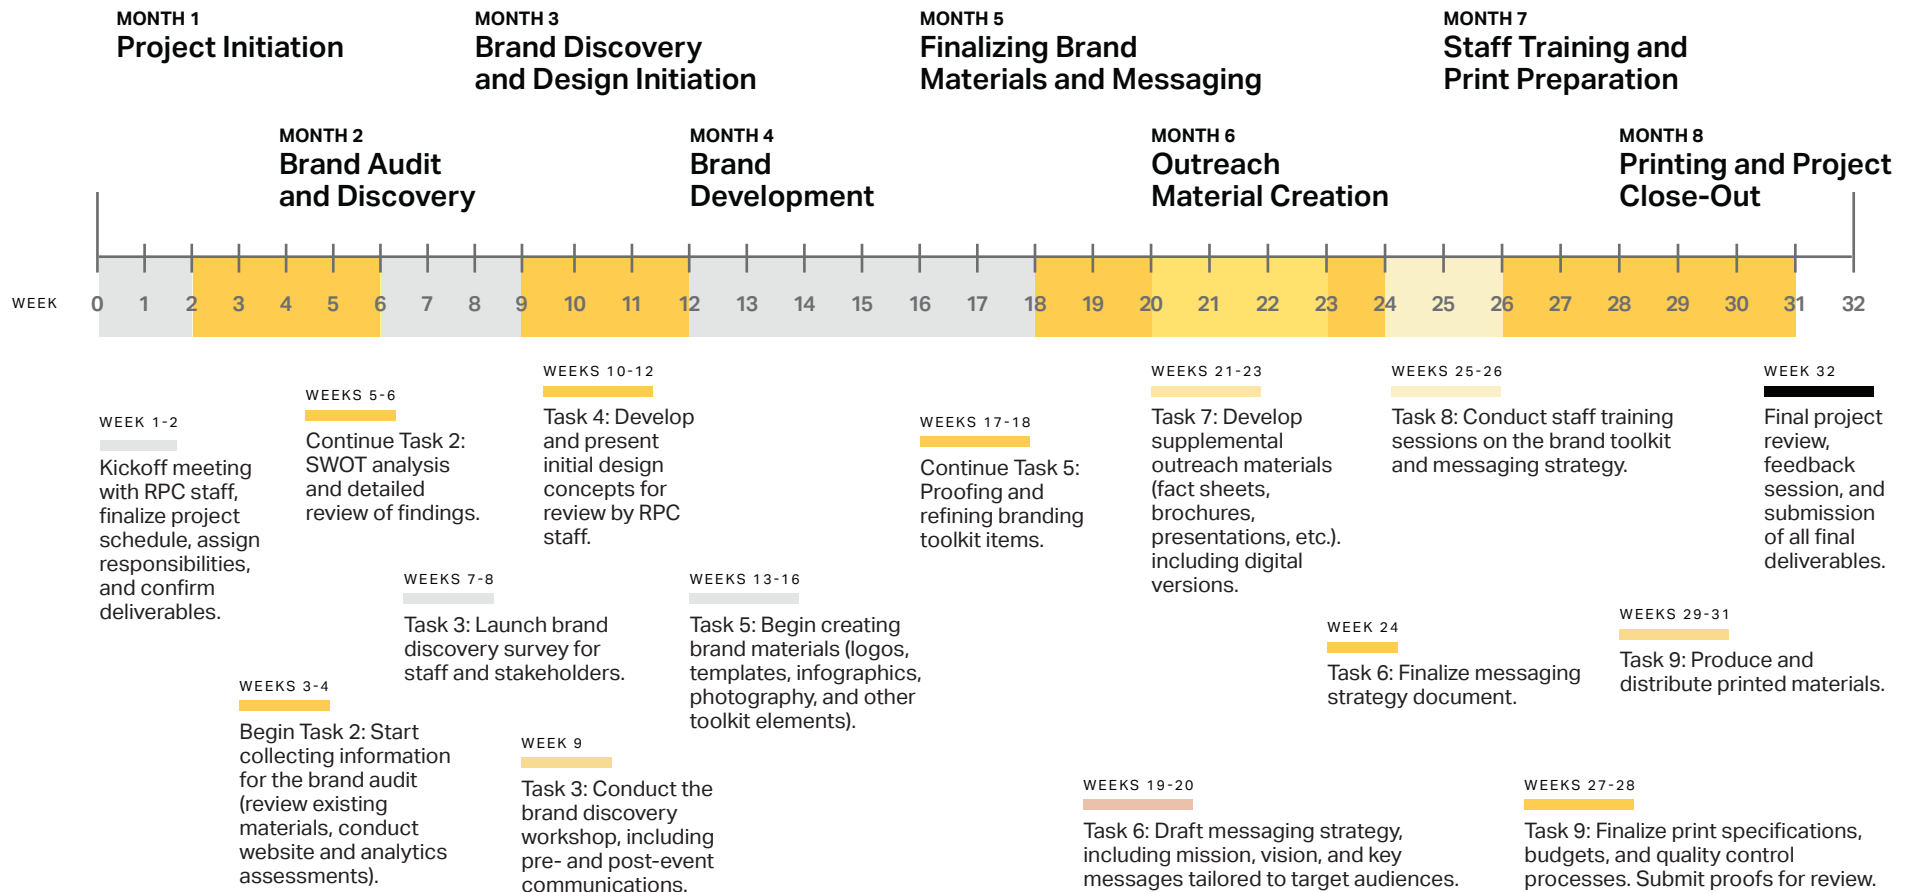 MONTH 1
Project Initiation
MONTH 3
Brand Discovery
and Design Initiation
MONTH 5
Finalizing Brand
Materials and Messaging
MONTH 7
Staff Training and
Print Preparation
MONTH 2
Brand Audit
and Discovery
MONTH 4
Brand
Development
MONTH 6
Outreach
Material Creation
MONTH 8
Printing and Project
Close-Out
WEEK 0 1 2 3 4 5 6 7 8 9 10 11 12 13 14 15 16 17 18 19 20 21 22 23 24 25 26 27 28 29 30 31 32
WEEK 1-2
Kickoff meeting
with RPC staff,
finalize project
schedule, assign
responsibilities,
and confirm
deliverables.
WEEKS 3-4
Begin Task 2: Start
collecting information
for the brand audit
(review existing
materials, conduct
website and analytics
assessments).
WEEKS 5-6
Continue Task 2:
SWOT analysis
and detailed
review of findings.
WEEKS 7-8
Task 3: Launch brand
discovery survey for
staff and stakeholders.
WEEK 9
Task 3: Conduct the
brand discovery
workshop, including
pre- and post-event
communications.
WEEKS 10-12
Task 4: Develop
and present
initial design
concepts for
review by RPC
staff.
WEEKS 13-16
Task 5: Begin creating
brand materials (logos,
templates, infographics,
photography, and other
toolkit elements).
WEEKS 17-18
Continue Task 5:
Proofing and
refining branding
toolkit items.
WEEKS 19-20
Task 6: Draft messaging strategy,
including mission, vision, and key
messages tailored to target audiences.
WEEKS 21-23
Task 7: Develop
supplemental
outreach materials
(fact sheets,
brochures,
presentations, etc.).
including digital
versions.
WEEK 24
Task 6: Finalize messaging
strategy document.
WEEKS 25-26
Task 8: Conduct staff training
sessions on the brand toolkit
and messaging strategy.
WEEKS 27-28
Task 9: Finalize print specifications,
budgets, and quality control
processes. Submit proofs for review.
WEEKS 29-31
Task 9: Produce and
distribute printed materials.
WEEK 32
Final project
review,
feedback
session, and
submission
of all final
deliverables.